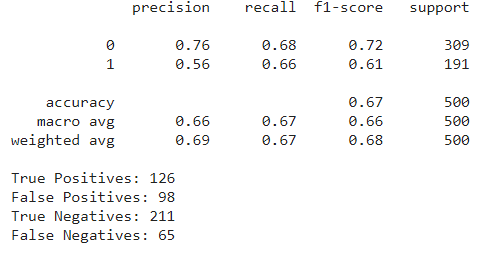 precision recall f1-score support
0 0.76 0.68 0.72 309
1 0.56 0.66 0.61 191
accuracy 0.67 500
macro avg 0.66 0.67 0.66 500
weighted avg 0.69 0.67 0.68 500
True Positives: 126
False Positives: 98
True Negatives: 211
False Negatives: 65